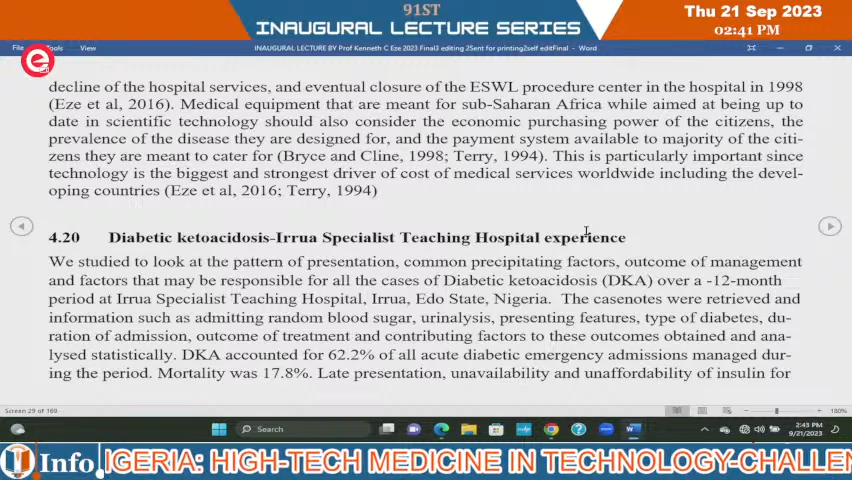 91ST
INAUGURAL LECTURE SERIES
Thu 21 Sep 2023
02:41 PM
File Tools View
INAUGURAL LECTURE BY Prof Kenneth C Eze 2023 Final3 editing 2Sent for printing2self editFinal - Word
decline of the hospital services, and eventual closure of the ESWL procedure center in the hospital in 1998
(Eze et al, 2016). Medical equipment that are meant for sub-Saharan Africa while aimed at being up to
date in scientific technology should also consider the economic purchasing power of the citizens, the
prevalence of the disease they are designed for, and the payment system available to majority of the citi-
zens they are meant to cater for (Bryce and Cline, 1998; Terry, 1994). This is particularly important since
technology is the biggest and strongest driver of cost of medical services worldwide including the devel-
oping countries (Eze et al, 2016; Terry, 1994)
4.20 Diabetic ketoacidosis-Irrua Specialist Teaching Hospital experience
We studied to look at the pattern of presentation, common precipitating factors, outcome of management
and factors that may be responsible for all the cases of Diabetic ketoacidosis (DKA) over a -12-month
period at Irrua Specialist Teaching Hospital, Irrua, Edo State, Nigeria. The casenotes were retrieved and
information such as admitting random blood sugar, urinalysis, presenting features, type of diabetes, du-
ration of admission, outcome of treatment and contributing factors to these outcomes obtained and ana-
lysed statistically. DKA accounted for 62.2% of all acute diabetic emergency admissions managed dur-
ing the period. Mortality was 17.8%. Late presentation, unavailability and unaffordability of insulin for
Screen 29 of 169
180%
Search
2:43 PM
9/21/2023
Info
IGERIA: HIGH-TECH MEDICINE IN TECHNOLOGY-CHALLEN